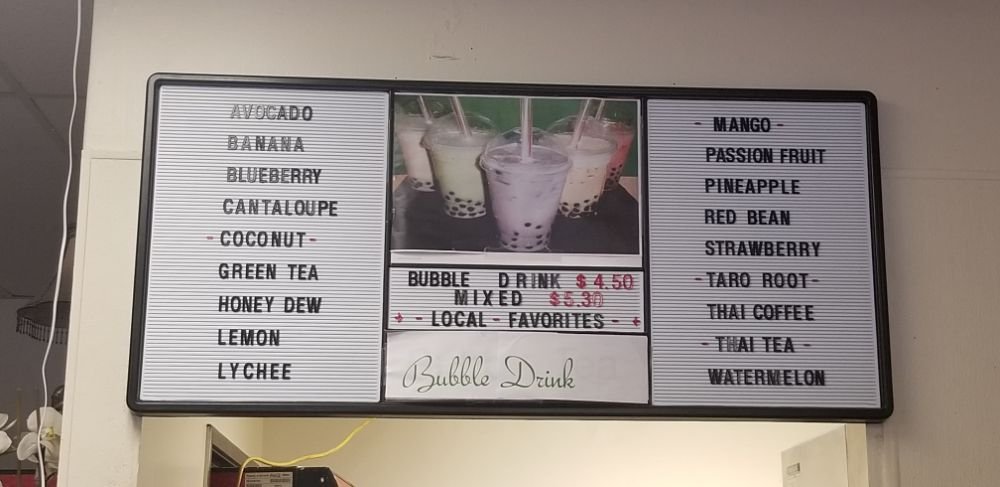 AVOCADO
BANANA
BLUEBERRY
CANTALOUPE
- COCONUT -
GREEN TEA
HONEY DEW
LEMON
LYCHEE
BUBBLE DRINK $4.50
MIXED $5.30
- LOCAL - FAVORITES -
Bubble Drink
- MANGO -
PASSION FRUIT
PINEAPPLE
RED BEAN
STRAWBERRY
- TARO ROOT -
THAI COFFEE
- THAI TEA -
WATERMELON